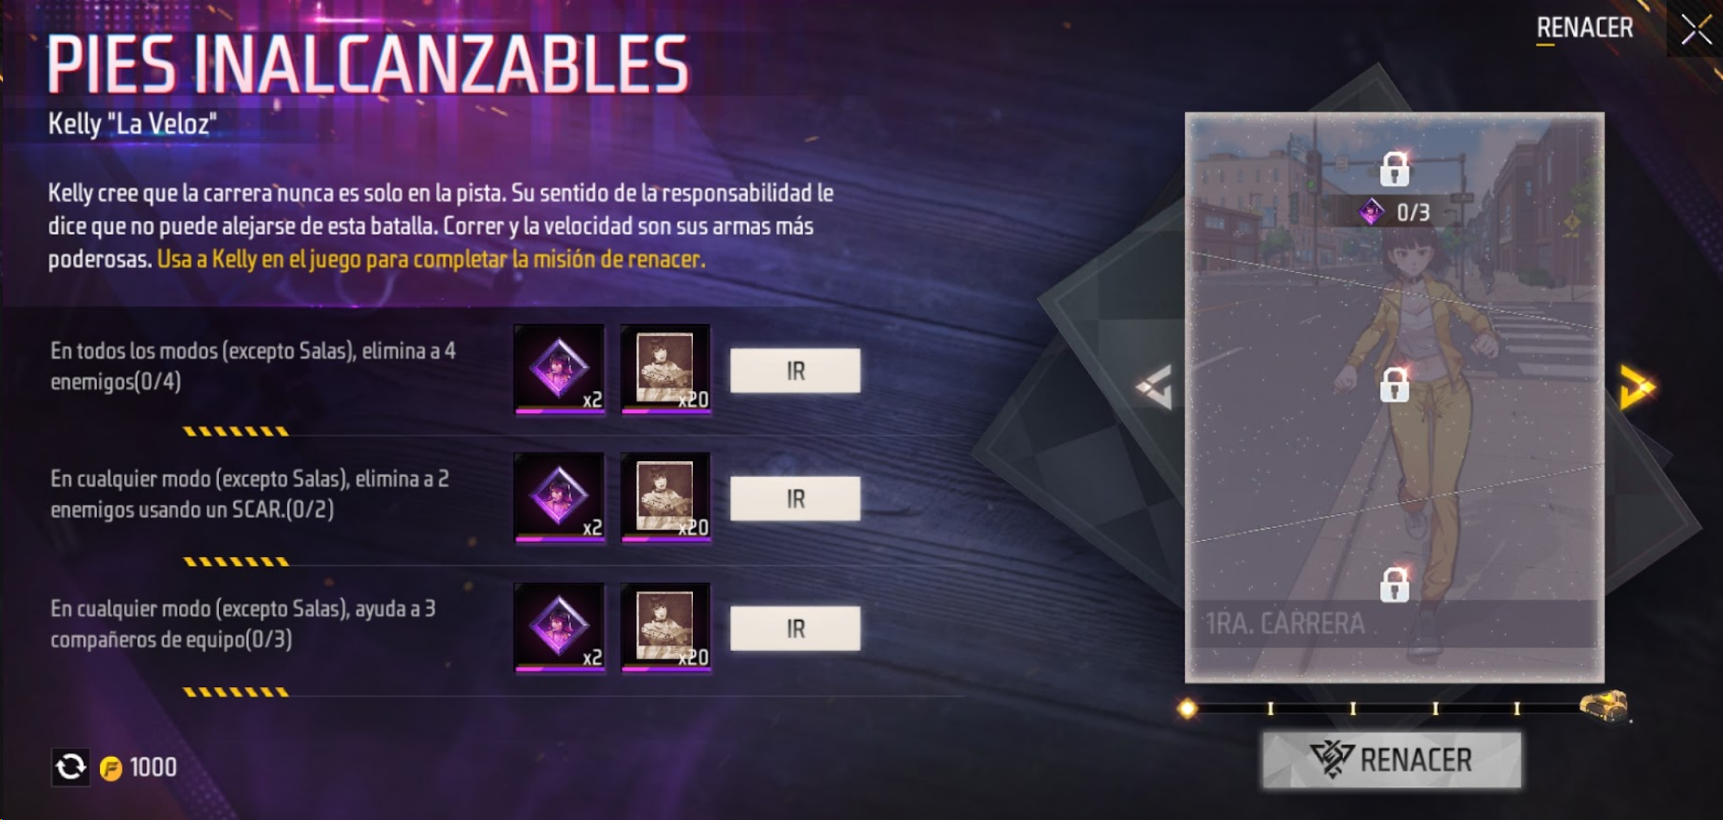 RENACER
PIES INALCANZABLES
Kelly "La Veloz"
Kelly cree que la carrera nunca es solo en la pista. Su sentido de la responsabilidad le
dice que no puede alejarse de esta batalla. Correr y la velocidad son sus armas más
poderosas. Usa a Kelly en el juego para completar la misión de renacer.
En todos los modos (excepto Salas), elimina a 4
enemigos(0/4)
x2
x20
IR
En cualquier modo (excepto Salas), elimina a 2
enemigos usando un SCAR.(0/2)
x2
x20
IR
En cualquier modo (excepto Salas), ayuda a 3
compañeros de equipo(0/3)
x2
x20
IR
1000
0/3
1RA. CARRERA
RENACER